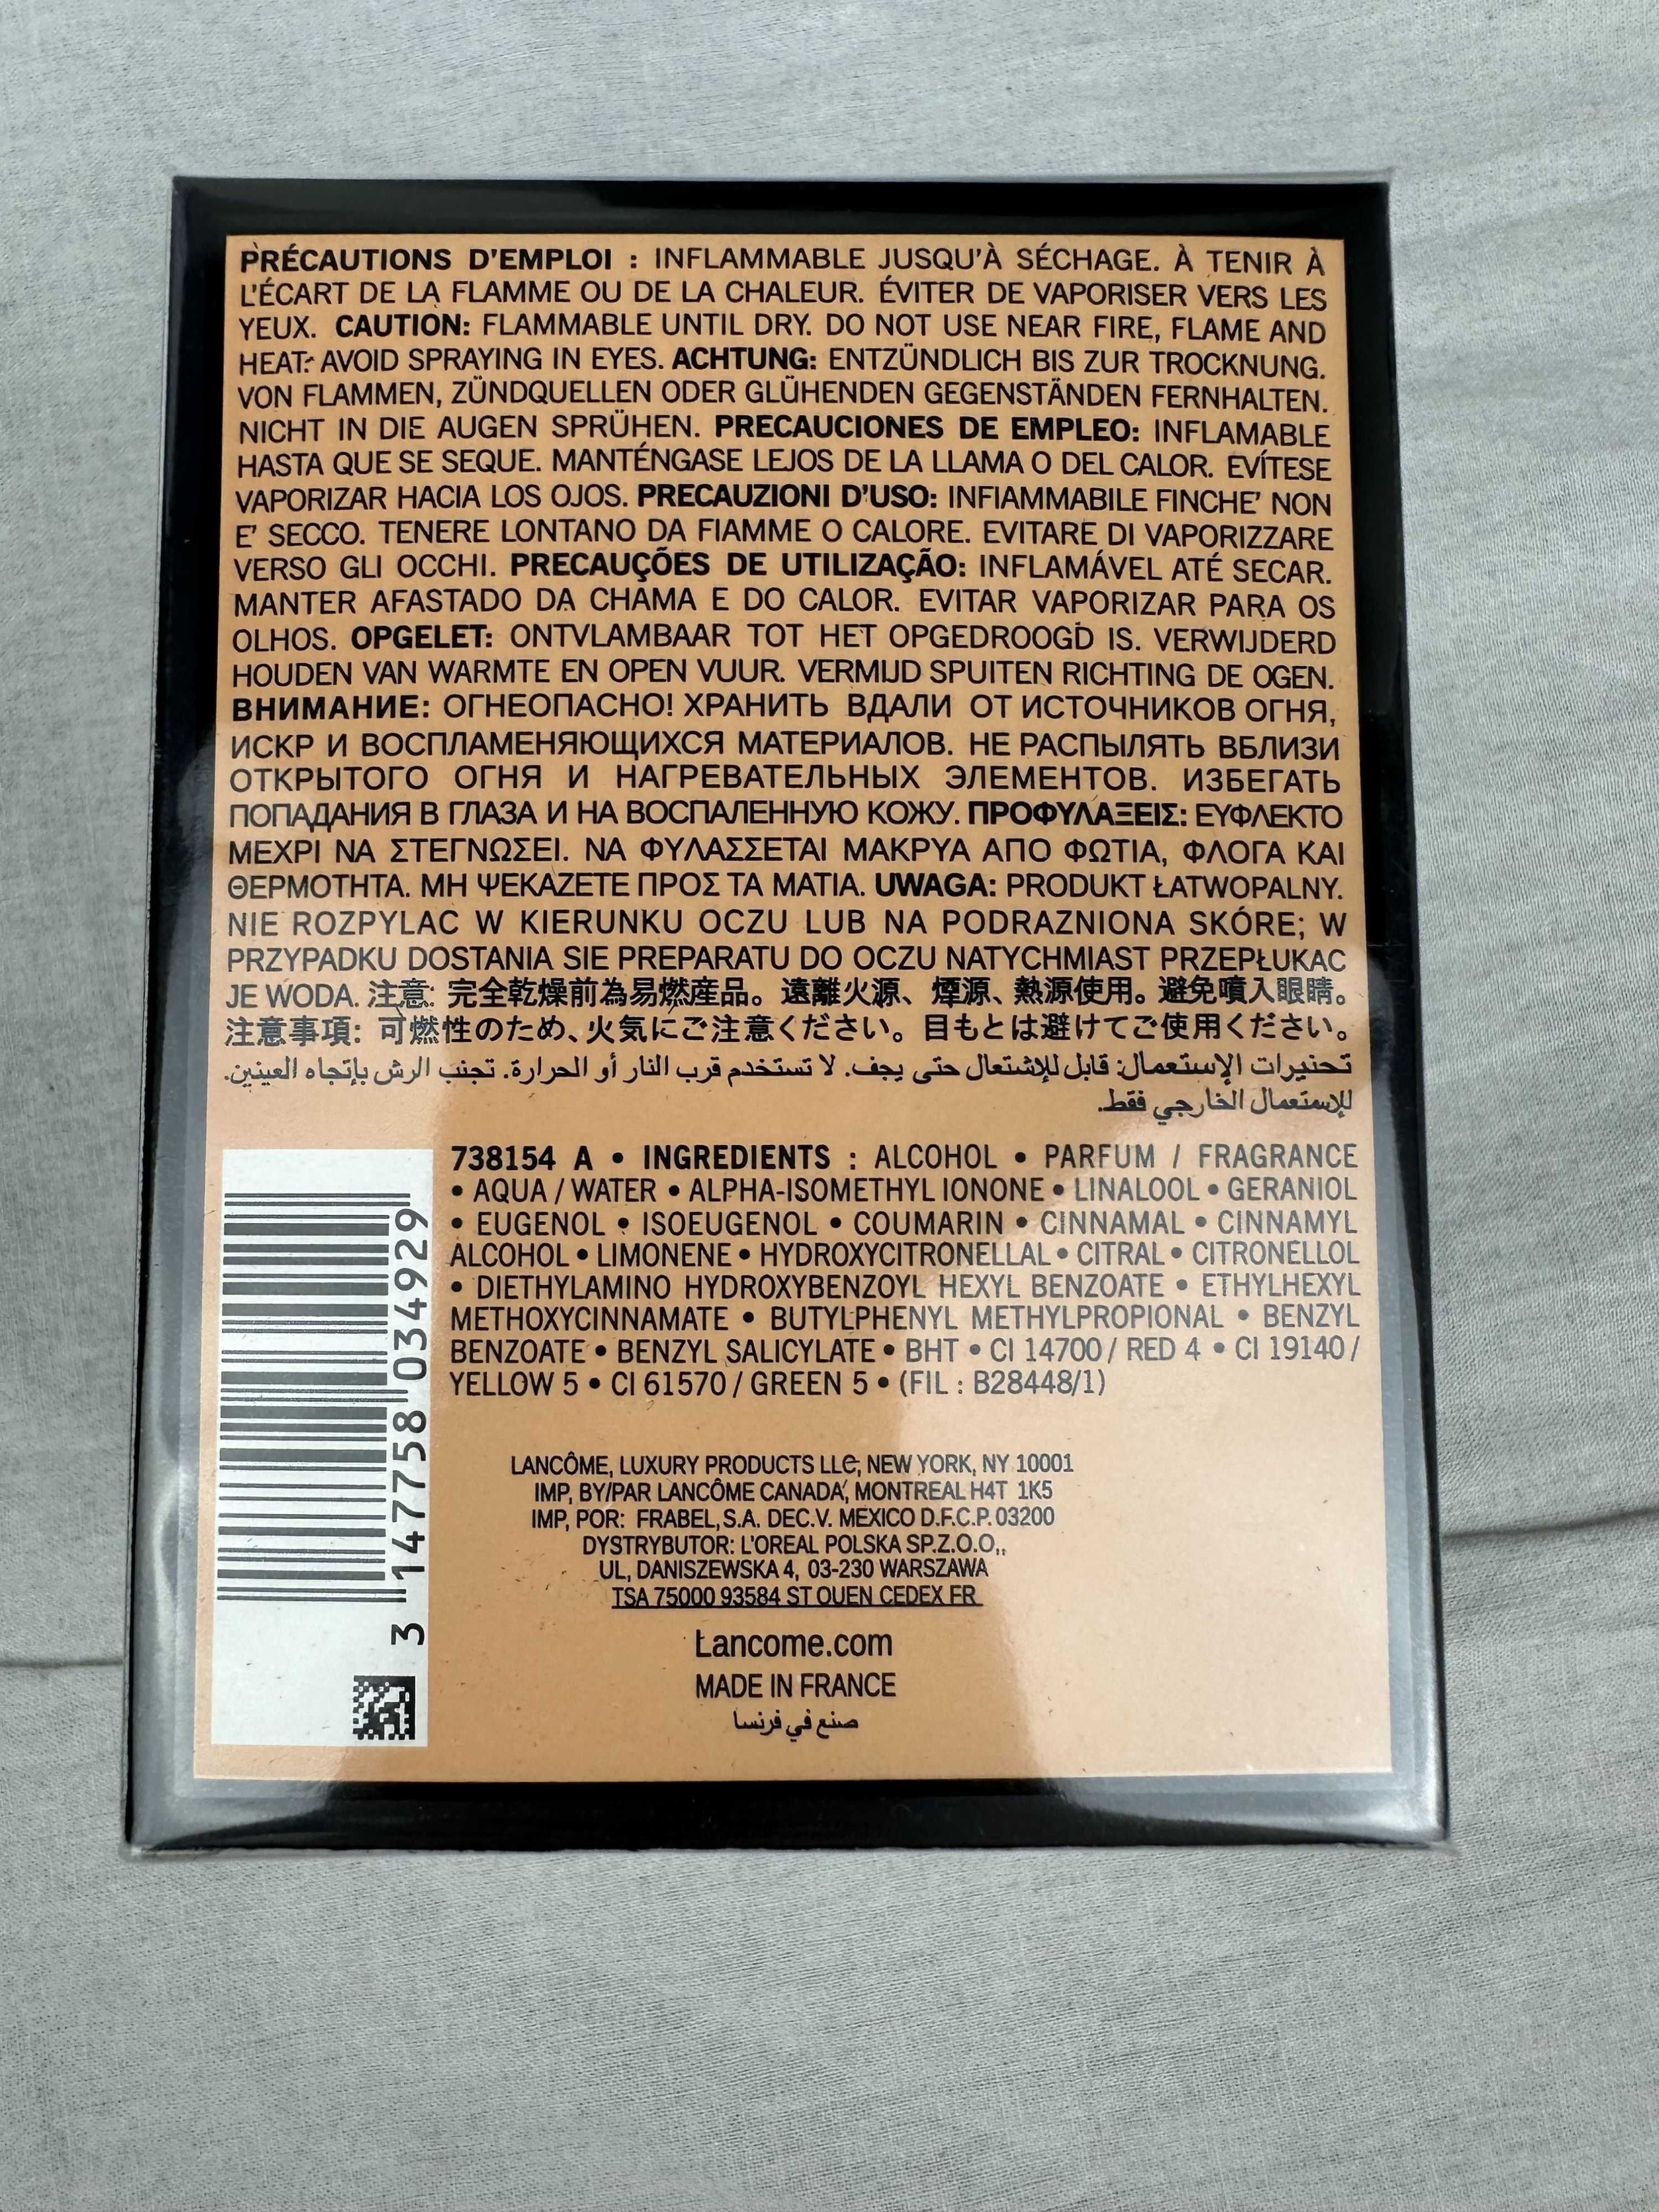 PRÉCAUTIONS D'EMPLOI : INFLAMMABLE JUSQU'À SÉCHAGE. À TENIR À
L'ÉCART DE LA FLAMME OU DE LA CHALEUR. ÉVITER DE VAPORISER VERS LES
YEUX. CAUTION: FLAMMABLE UNTIL DRY. DO NOT USE NEAR FIRE, FLAME AND
HEAT. AVOID SPRAYING IN EYES. ACHTUNG: ENTZÜNDLICH BIS ZUR TROCKNUNG.
VON FLAMMEN, ZÜNDQUELLEN ODER GLÜHENDEN GEGENSTÄNDEN FERNHALTEN.
NICHT IN DIE AUGEN SPRÜHEN. PRECAUCIONES DE EMPLEO: INFLAMABLE
HASTA QUE SE SEQUE. MANTÉNGASE LEJOS DE LA LLAMA O DEL CALOR. EVÍTESE
VAPORIZAR HACIA LOS OJOS. PRECAUZIONI D'USO: INFIAMMABILE FINCHE' NON
E' SECCO. TENERE LONTANO DA FIAMME O CALORE. EVITARE DI VAPORIZZARE
VERSO GLI OCCHI. PRECAUÇÕES DE UTILIZAÇÃO: INFLAMÁVEL ATÉ SECAR.
MANTER AFASTADO DA CHAMA E DO CALOR. EVITAR VAPORIZAR PARA OS
OLHOS. OPGELET: ONTVLAMBAAR TOT HET OPGEDROOGD IS. VERWIJDERD
HOUDEN VAN WARMTE EN OPEN VUUR. VERMIJD SPUITEN RICHTING DE OGEN.
ВНИМАНИЕ: ОГНЕОПАСНО! ХРАНИТЬ ВДАЛИ ОТ ИСТОЧНИКОВ ОГНЯ,
ИСКР И ВОСПЛАМЕНЯЮЩИХСЯ МАТЕРИАЛОВ. НЕ РАСПЫЛЯТЬ ВБЛИЗИ
ОТКРЫТОГО ОГНЯ И НАГРЕВАТЕЛЬНЫХ ЭЛЕМЕНТОВ. ИЗБЕГАТЬ
ПОПАДАНИЯ В ГЛАЗА И НА ВОСПАЛЕННУЮ КОЖУ. ΠΡΟΦΥΛΑΞΕΙΣ: ΕΥΦΛΕΚΤΟ
ΜΕΧΡΙ ΝΑ ΣΤΕΓΝΩΣΕΙ. ΝΑ ΦΥΛΑΣΣΕΤΑΙ ΜΑΚΡΥΑ ΑΠΟ ΦΩΤΙΑ, ΦΛΟΓΑ ΚΑΙ
ΘΕΡΜΟΤΗΤΑ. ΜΗ ΨΕΚΑΖΕΤΕ ΠΡΟΣ ΤΑ ΜΑΤΙΑ. UWAGA: PRODUKT ŁATWOPALNY.
NIE ROZPYLAC W KIERUNKU OCZU LUB NA PODRAZNIONA SKÓRE; W
PRZYPADKU DOSTANIA SIE PREPARATU DO OCZU NATYCHMIAST PRZEPŁUKAC
JE WODA. 注意: 完全乾燥前為易燃産品。遠離火源、煙源、熱源使用。避免噴入眼睛。
注意事項: 可燃性のため、火気にご注意ください。目もとは避けてご使用ください。
تحذيرات الإستعمال: قابل للإشتعال حتى يجف. لا تستخدم قرب النار أو الحرارة. تجنب الرش بإتجاه العينين.
للإستعمال الخارجي فقط.
738154 A • INGREDIENTS : ALCOHOL • PARFUM / FRAGRANCE
• AQUA / WATER • ALPHA-ISOMETHYL IONONE • LINALOOL • GERANIOL
• EUGENOL • ISOEUGENOL • COUMARIN • CINNAMAL • CINNAMYL
ALCOHOL • LIMONENE • HYDROXYCITRONELLAL • CITRAL • CITRONELLOL
• DIETHYLAMINO HYDROXYBENZOYL HEXYL BENZOATE • ETHYLHEXYL
METHOXYCINNAMATE • BUTYLPHENYL METHYLPROPIONAL • BENZYL
BENZOATE • BENZYL SALICYLATE • BHT • CI 14700 / RED 4 • CI 19140 /
YELLOW 5 • CI 61570 / GREEN 5 • (FIL : B28448/1)
3 147758 034929
LANCÔME, LUXURY PRODUCTS LLC, NEW YORK, NY 10001
IMP, BY/PAR LANCÔME CANADA, MONTREAL H4T 1K5
IMP, POR: FRABEL, S.A. DEC.V. MEXICO D.F.C.P. 03200
DYSTRYBUTOR: L'OREAL POLSKA SP.Z.O.O,,
UL, DANISZEWSKA 4, 03-230 WARSZAWA
TSA 75000 93584 ST OUEN CEDEX FR
Lancome.com
MADE IN FRANCE
صنع في فرنسا